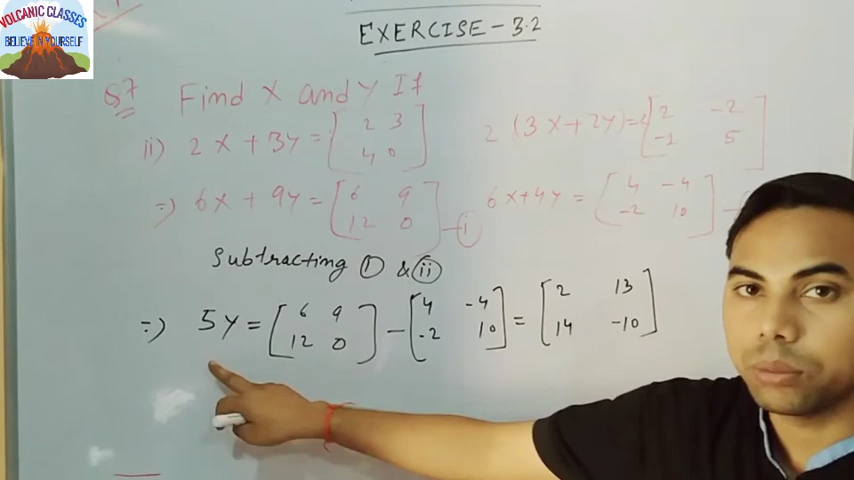 VOLCANIC CLASSES
BELIEVE IN YOURSELF
EXERCISE - 3.2
Q7 Find X and Y If
ii) 2X + 3Y = [2 3 4 0] 2(3X+2Y)=2[2 -2 -1 5]
⇒) 6X + 9Y = [6 9 12 0] - (i) 6X+4Y = [4 -4 -2 10] -
Subtracting (i) & (ii)
⇒) 5Y = [6 9 12 0] - [4 -4 -2 10] = [2 13 14 -10]